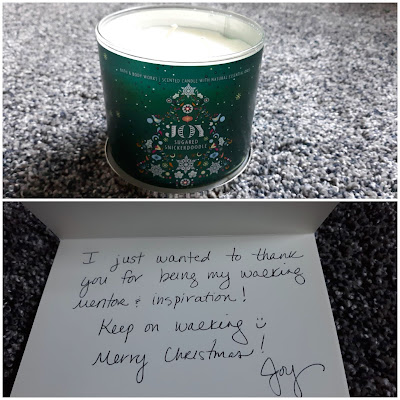 BATH & BODY WORKS | SCENTED CANDLE WITH NATURAL ESSENTIAL OILS
JOY
SUGARED
SNICKERDOODLE
I just wanted to thank
you for being my walking
mentor & inspiration!
Keep on walking
Merry Christmas!
Joy